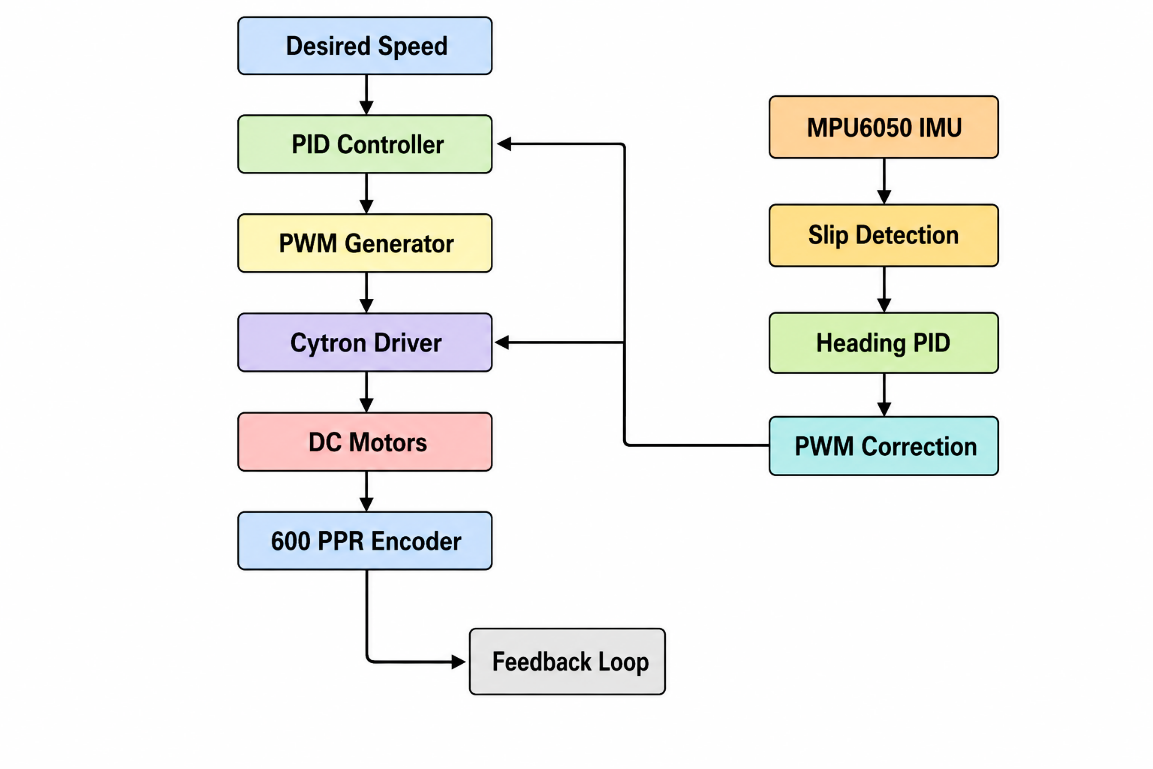 Desired Speed
PID Controller
PWM Generator
Cytron Driver
DC Motors
600 PPR Encoder
Feedback Loop
MPU6050 IMU
Slip Detection
Heading PID
PWM Correction